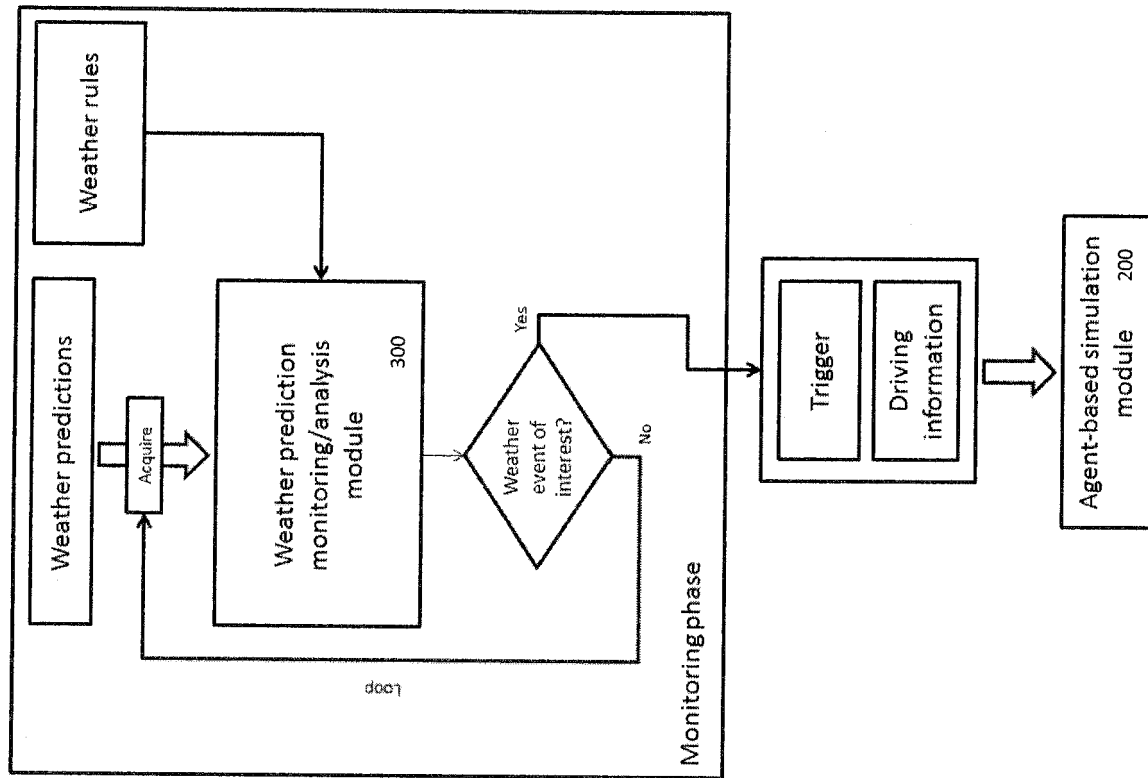 Weather predictions
Weather rules
Acquire
Weather prediction
monitoring/analysis
module
300
Loop
Weather
event of
interest?
Yes
No
Monitoring phase
Trigger
Driving
information
Agent-based simulation
module 200